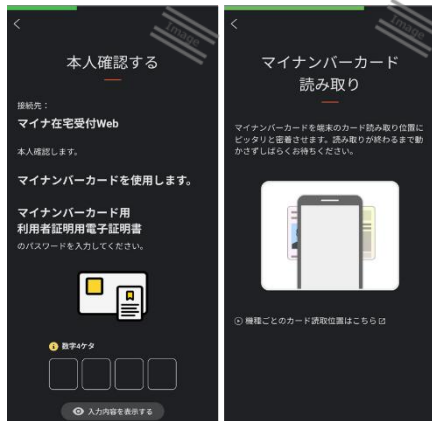 Image
本人確認する
接続先：
マイナ在宅受付Web
本人確認します。
マイナンバーカードを使用します。
マイナンバーカード用
利用者証明用電子証明書
のパスワードを入力してください。
数字4ケタ
入力内容を表示する
Image
マイナンバーカード
読み取り
マイナンバーカードを端末のカード読み取り位置に
ピッタリと密着させます。読み取りが終わるまで動
かさずしばらくお待ちください。
機種ごとのカード読取位置はこちら